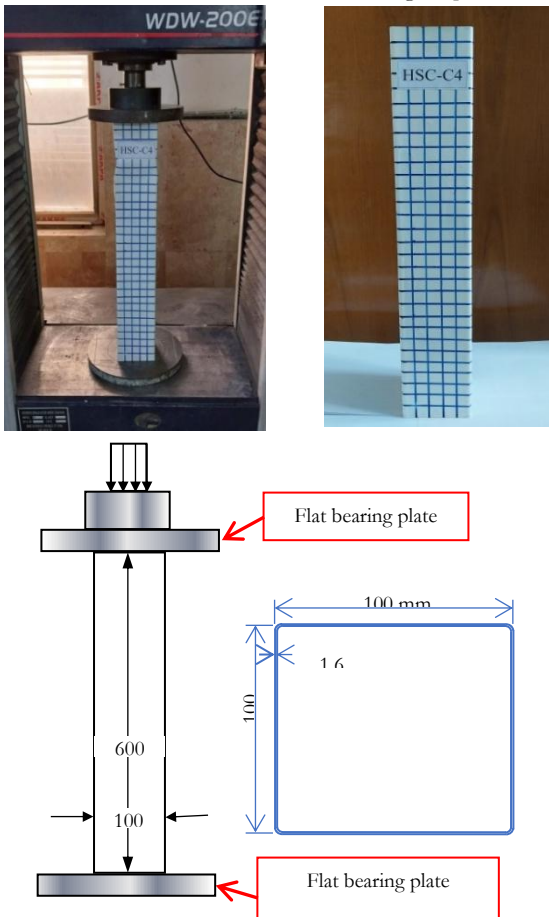 WDW-200E
HSC-C4
HSC-C4
Flat bearing plate
100 mm
1.6
100
600
100
Flat bearing plate